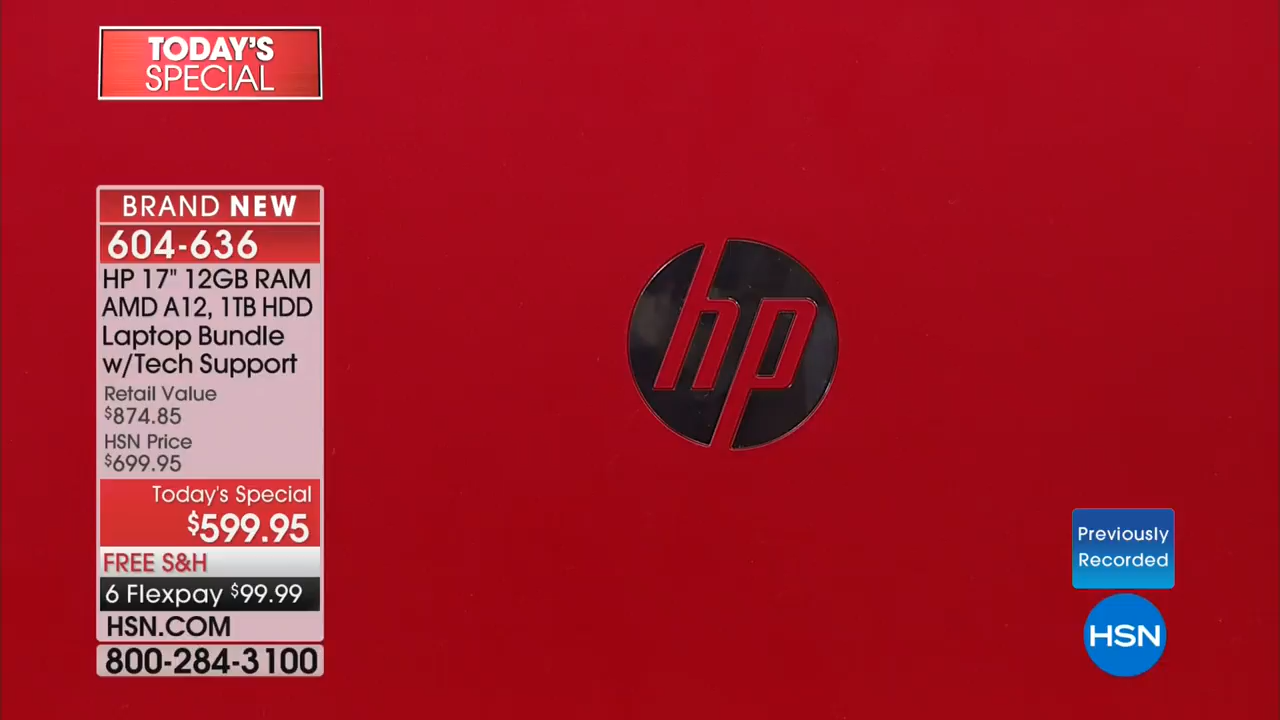 TODAY'S
SPECIAL
BRAND NEW
604-636
HP 17" 12GB RAM
AMD A12, 1TB HDD
Laptop Bundle
w/Tech Support
Retail Value
$874.85
HSN Price
$699.95
Today's Special
$599.95
FREE S&H
6 Flexpay $99.99
HSN.COM
800-284-3100
hp
Previously
Recorded
HSN